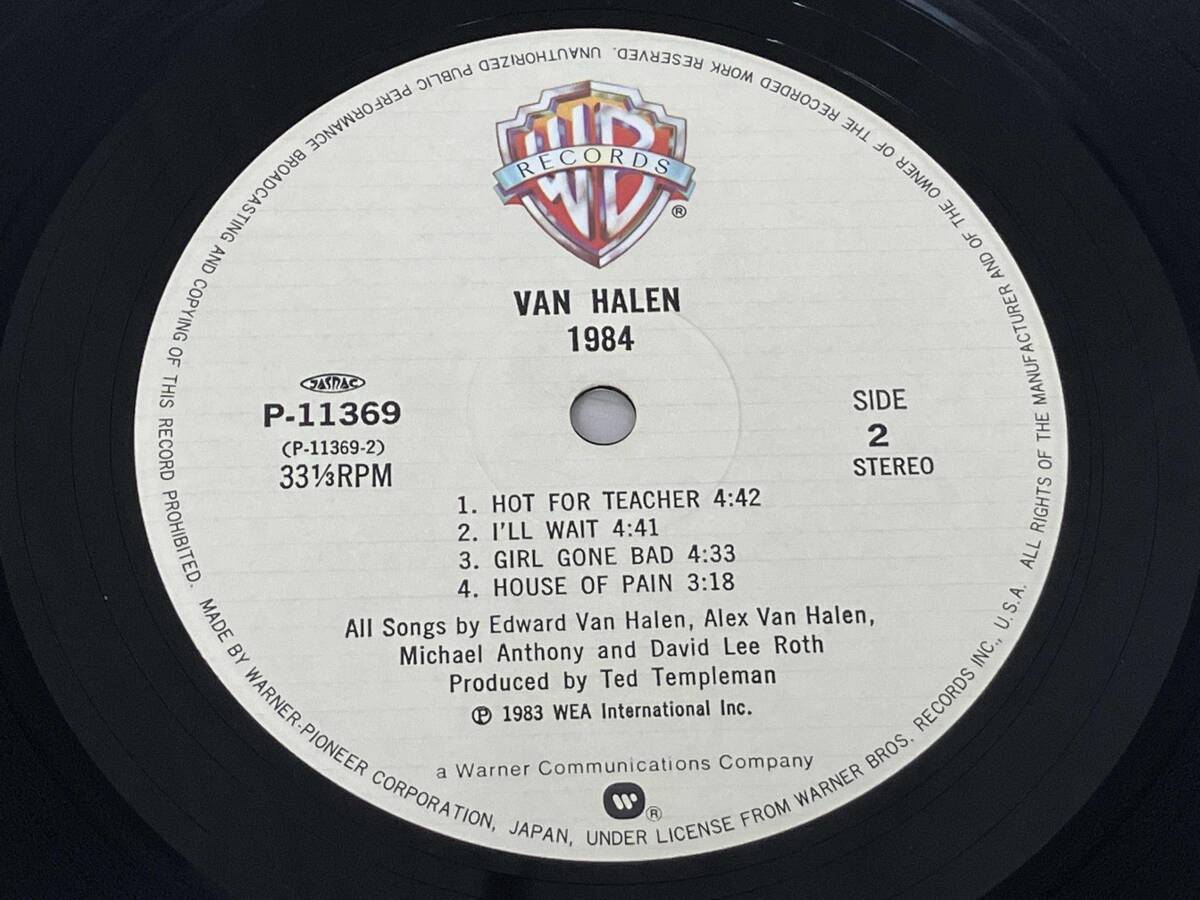 WB
RECORDS
®
VAN HALEN
1984
JASRAC
P-11369
(P-11369-2)
33⅓RPM
SIDE
2
STEREO
1. HOT FOR TEACHER 4:42
2. I'LL WAIT 4:41
3. GIRL GONE BAD 4:33
4. HOUSE OF PAIN 3:18
All Songs by Edward Van Halen, Alex Van Halen,
Michael Anthony and David Lee Roth
Produced by Ted Templeman
Ⓟ 1983 WEA International Inc.
a Warner Communications Company
®
MADE BY WARNER-PIONEER CORPORATION, JAPAN, UNDER LICENSE FROM WARNER BROS. RECORDS INC., U.S.A. ALL RIGHTS OF THE MANUFACTURER AND OF THE OWNER OF THE RECORDED WORK RESERVED. UNAUTHORIZED PUBLIC PERFORMANCE BROADCASTING AND COPYING OF THIS RECORD PROHIBITED.